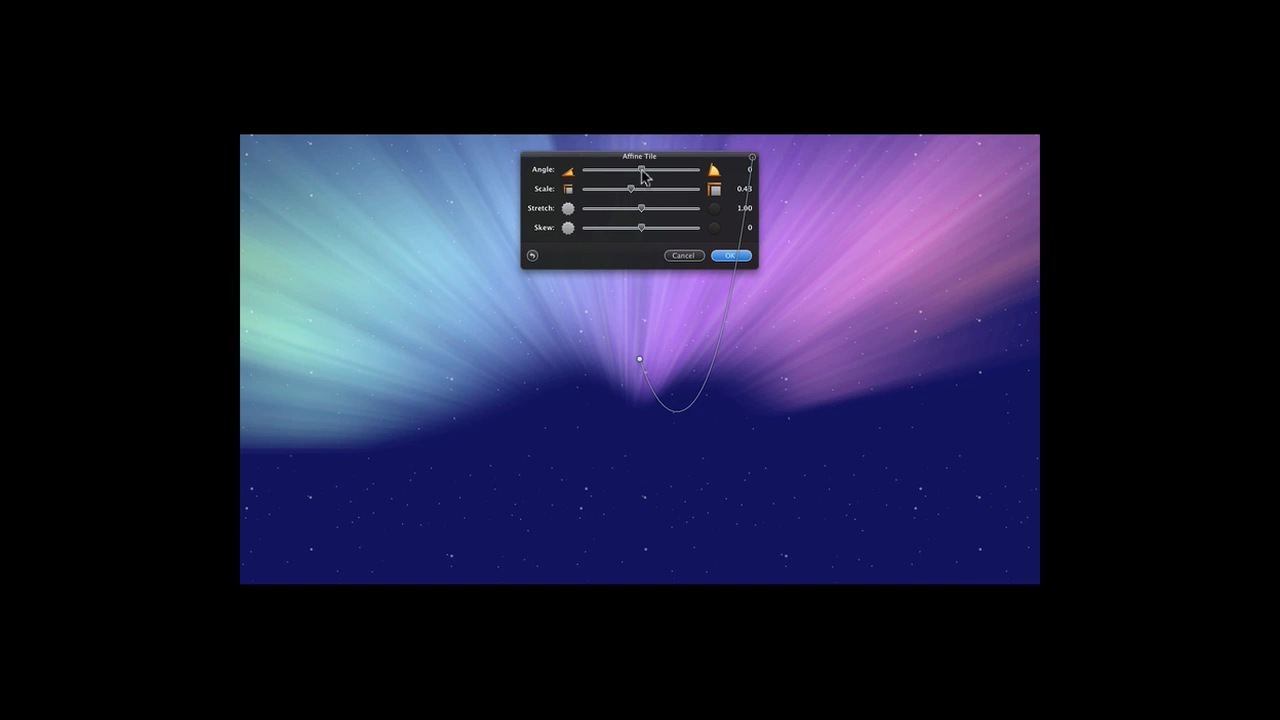 Affine Tile
Angle: 0
Scale: 0.43
Stretch: 1.00
Skew: 0
Cancel OK